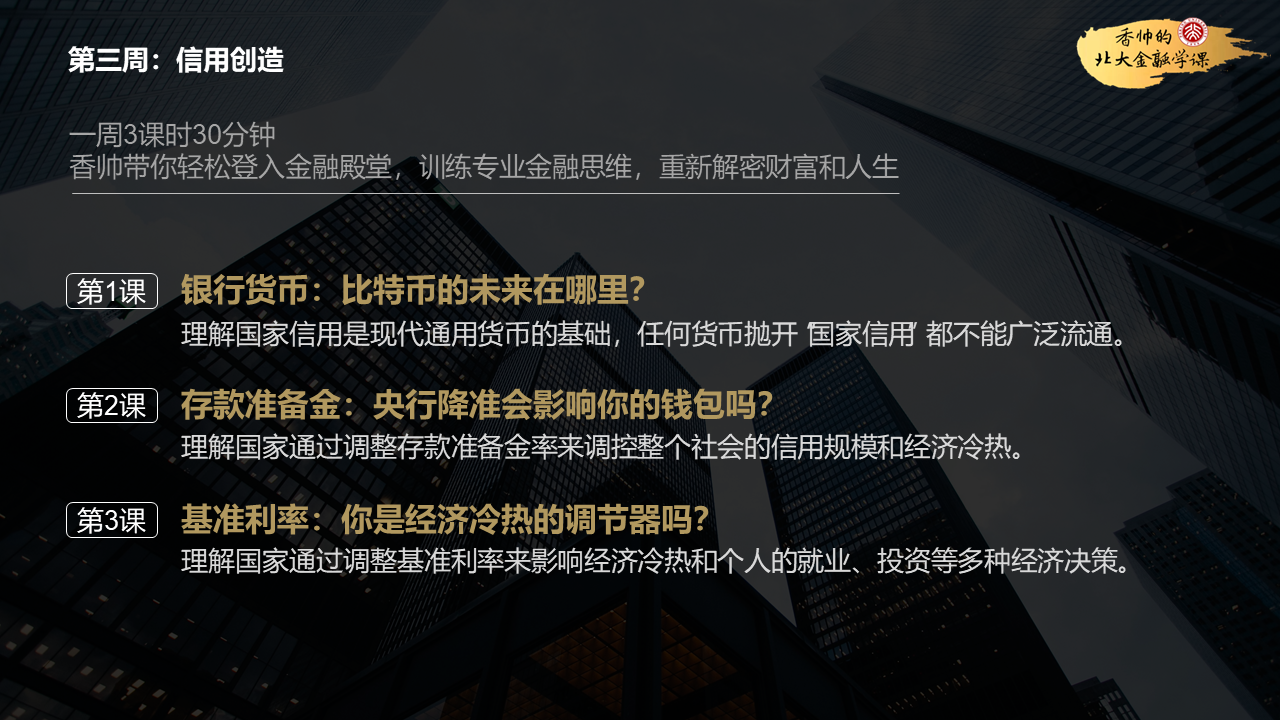 第三周：信用创造
香帅的
北大金融学课
一周3课时30分钟
香帅带你轻松登入金融殿堂，训练专业金融思维，重新解密财富和人生
第1课
银行货币：比特币的未来在哪里？
理解国家信用是现代通用货币的基础，任何货币抛开“国家信用”都不能广泛流通。
第2课
存款准备金：央行降准会影响你的钱包吗？
理解国家通过调整存款准备金率来调控整个社会的信用规模和经济冷热。
第3课
基准利率：你是经济冷热的调节器吗？
理解国家通过调整基准利率来影响经济冷热和个人的就业、投资等多种经济决策。